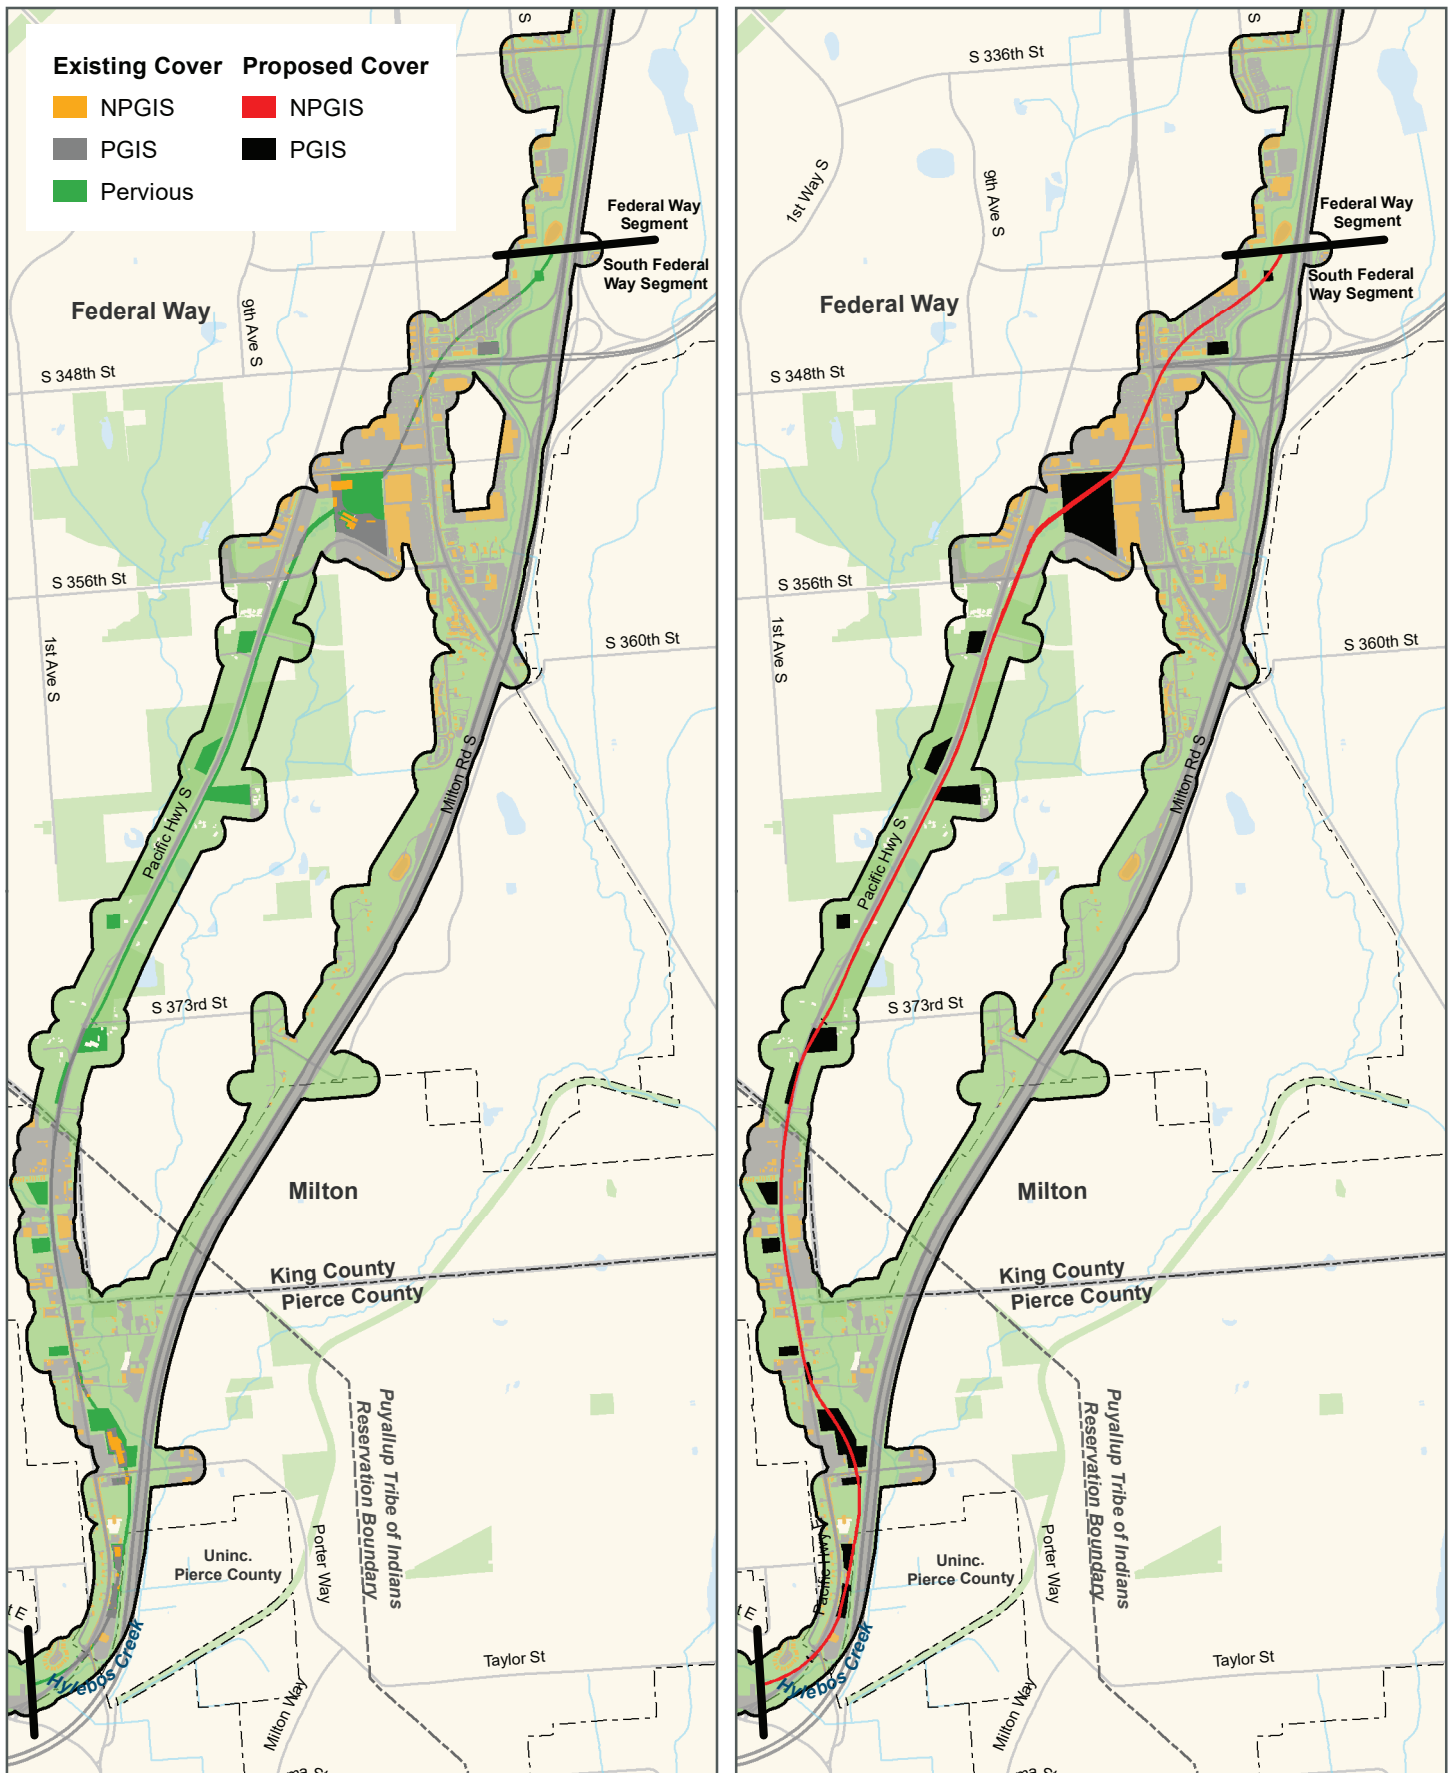 Existing Cover
Proposed Cover
NPGIS
NPGIS
PGIS
PGIS
Pervious
S
Federal Way
Segment
South Federal
Way Segment
Federal Way
9th Ave S
S 348th St
S 356th St
1st Ave S
S 360th St
Milton Rd S
Pacific Hwy S
S 373rd St
Milton
King County
Pierce County
Puyallup Tribe of Indians
Reservation Boundary
Porter Way
Uninc.
Pierce County
Hylebos Creek
Taylor St
Milton Way
S
S 336th St
1st Way S
9th Ave S
Federal Way
Segment
South Federal
Way Segment
Federal Way
S 348th St
S 356th St
1st Ave S
S 360th St
Milton Rd S
Pacific Hwy S
S 373rd St
Milton
King County
Pierce County
Puyallup Tribe of Indians
Reservation Boundary
Porter Way
Uninc.
Pierce County
Pacific Hwy
Hylebos Creek
Taylor St
Milton Way